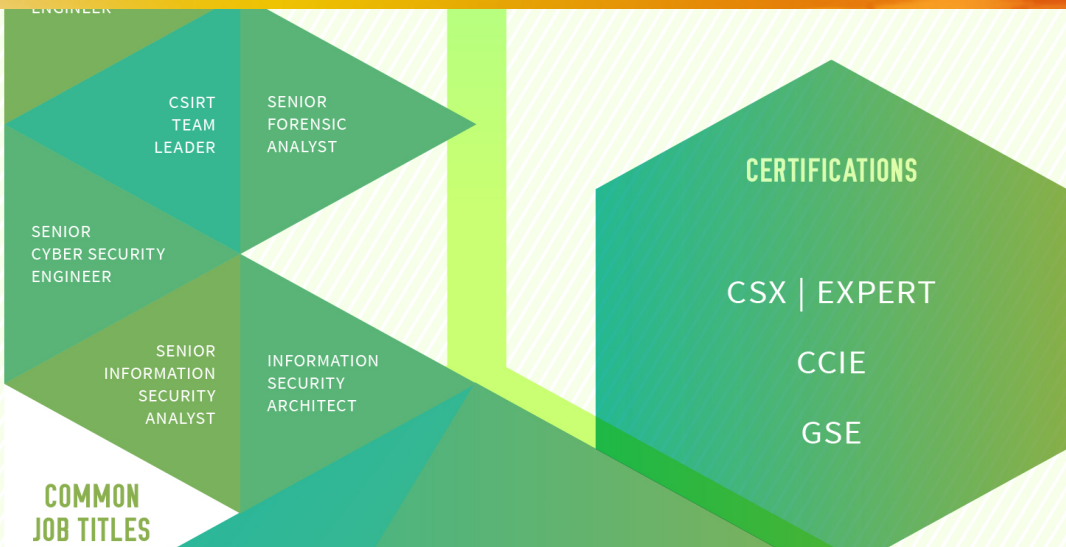 ENGINEER
CSIRT
TEAM
LEADER
SENIOR
FORENSIC
ANALYST
SENIOR
CYBER SECURITY
ENGINEER
SENIOR
INFORMATION
SECURITY
ANALYST
INFORMATION
SECURITY
ARCHITECT
COMMON
JOB TITLES
CERTIFICATIONS
CSX | EXPERT
CCIE
GSE